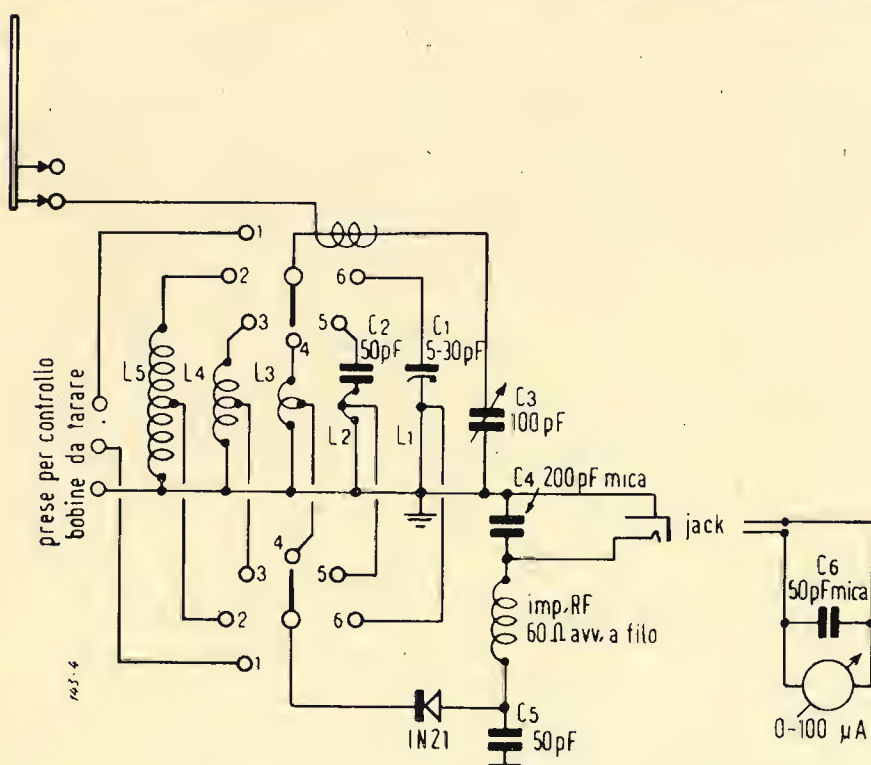 1
2
6
3
5
C2
50pF
C1
5-30pF
4
L5
L4
L3
L2
L1
C3
100pF
prese per controllo
bobine da tarare
C4 200pF mica
jack
4
3
5
2
6
1
imp.RF
60Ω avv. a filo
C6
50pF mica
1N21
C5
50pF
0-100 μA
143·4